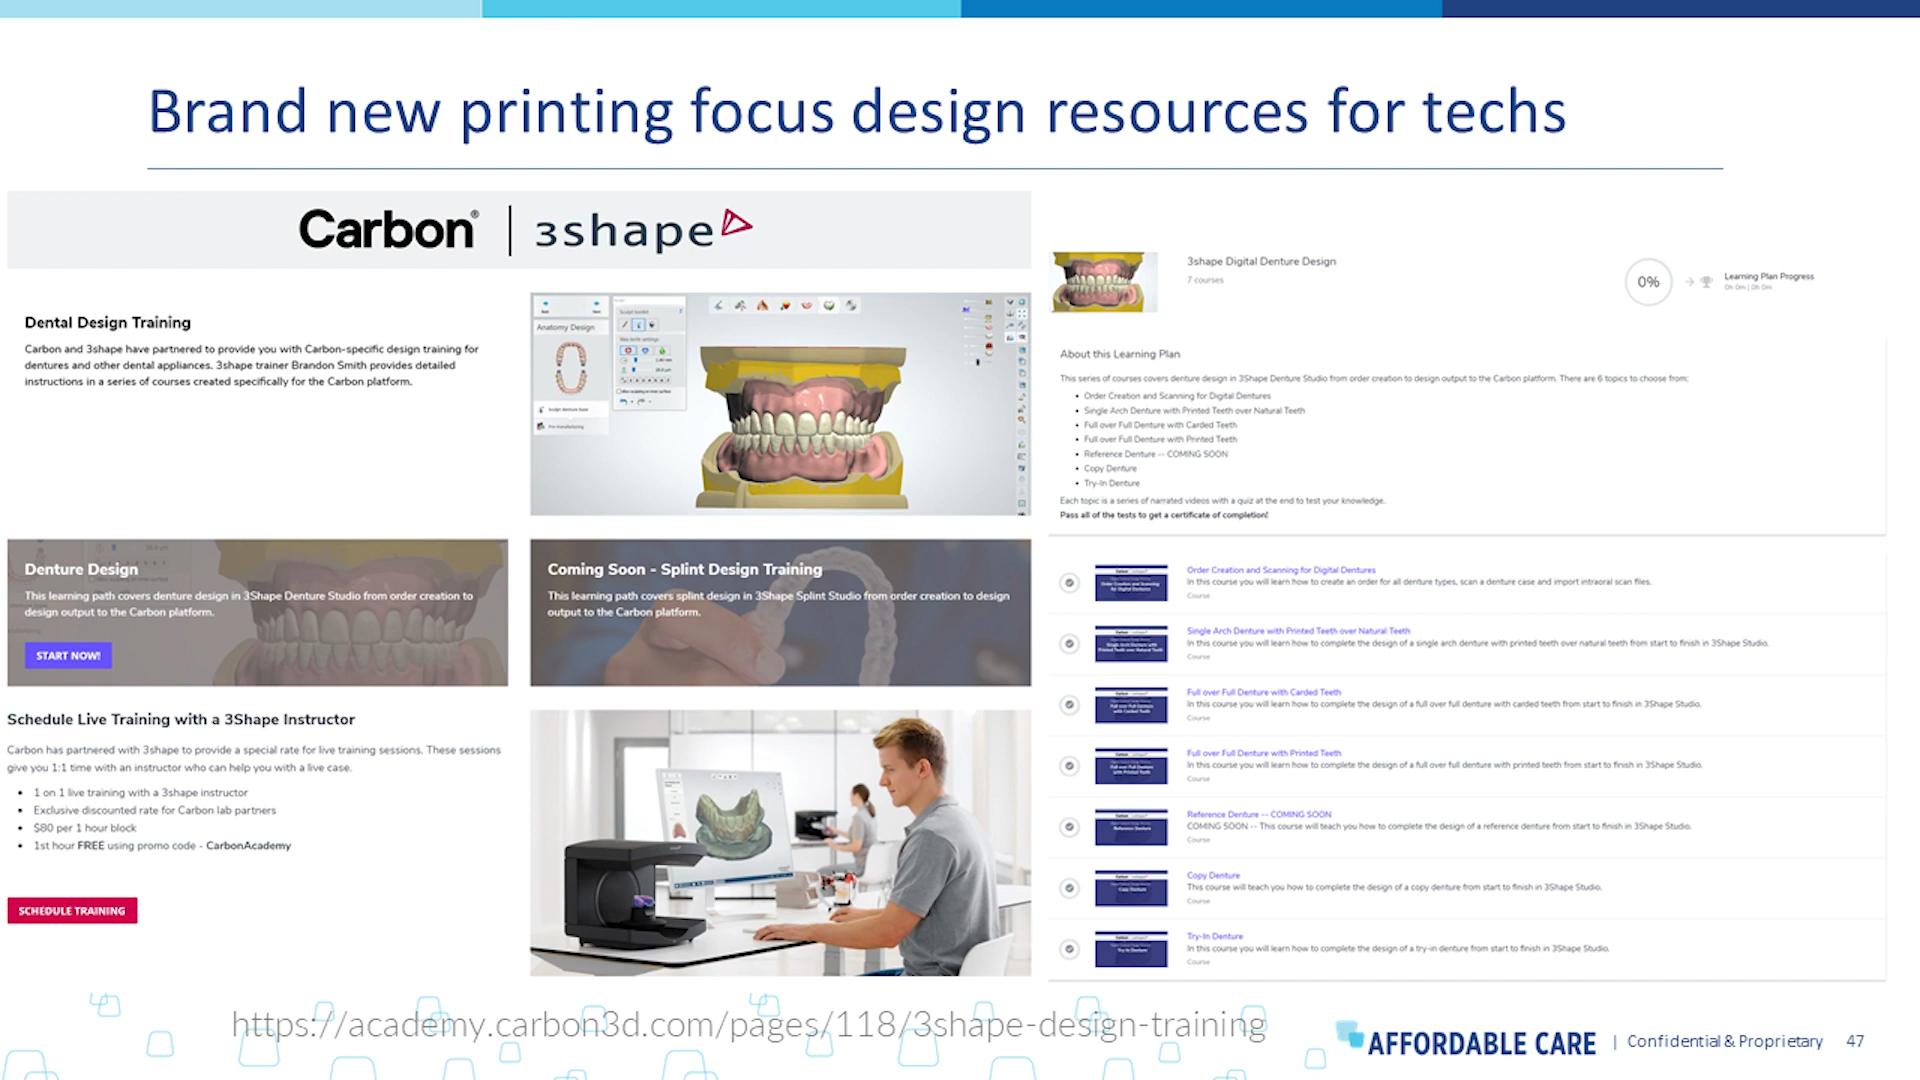 Brand new printing focus design resources for techs
Carbon® | 3shape
Dental Design Training
Carbon and 3shape have partnered to provide you with Carbon-specific design training for
dentures and other dental appliances. 3shape trainer Brandon Smith provides detailed
instructions in a series of courses created specifically for the Carbon platform.
Anatomy Design
Sculpt denture base
Pre-manufacturing
Denture Design
This learning path covers denture design in 3Shape Denture Studio from order creation to
design output to the Carbon platform.
START NOW!
Coming Soon - Splint Design Training
This learning path covers splint design in 3Shape Splint Studio from order creation to design
output to the Carbon platform.
Schedule Live Training with a 3Shape Instructor
Carbon has partnered with 3shape to provide a special rate for live training sessions. These sessions
give you 1:1 time with an instructor who can help you with a live case.
• 1 on 1 live training with a 3shape instructor
• Exclusive discounted rate for Carbon lab partners
• $80 per 1 hour block
• 1st hour FREE using promo code - CarbonAcademy
SCHEDULE TRAINING
3shape Digital Denture Design
7 courses
0%
Learning Plan Progress
0h 0m | 0h 0m
About this Learning Plan
This series of courses covers denture design in 3Shape Denture Studio from order creation to design output to the Carbon platform. There are 6 topics to choose from:
• Order Creation and Scanning for Digital Dentures
• Single Arch Denture with Printed Teeth over Natural Teeth
• Full over Full Denture with Carded Teeth
• Full over Full Denture with Printed Teeth
• Reference Denture -- COMING SOON
• Copy Denture
• Try-In Denture
Each topic is a series of narrated videos with a quiz at the end to test your knowledge.
Pass all of the tests to get a certificate of completion!
Order Creation and Scanning for Digital Dentures
In this course you will learn how to create an order for all denture types, scan a denture case and import intraoral scan files.
Course
Single Arch Denture with Printed Teeth over Natural Teeth
In this course you will learn how to complete the design of a single arch denture with printed teeth over natural teeth from start to finish in 3Shape Studio.
Course
Full over Full Denture with Carded Teeth
In this course you will learn how to complete the design of a full over full denture with carded teeth from start to finish in 3Shape Studio.
Course
Full over Full Denture with Printed Teeth
In this course you will learn how to complete the design of a full over full denture with printed teeth from start to finish in 3Shape Studio.
Course
Reference Denture -- COMING SOON
COMING SOON -- This course will teach you how to complete the design of a reference denture from start to finish in 3Shape Studio.
Course
Copy Denture
This course will teach you how to complete the design of a copy denture from start to finish in 3Shape Studio.
Course
Try-In Denture
In this course you will learn how to complete the design of a try-in denture from start to finish in 3Shape Studio.
Course
https://academy.carbon3d.com/pages/118/3shape-design-training
AFFORDABLE CARE | Confidential & Proprietary 47